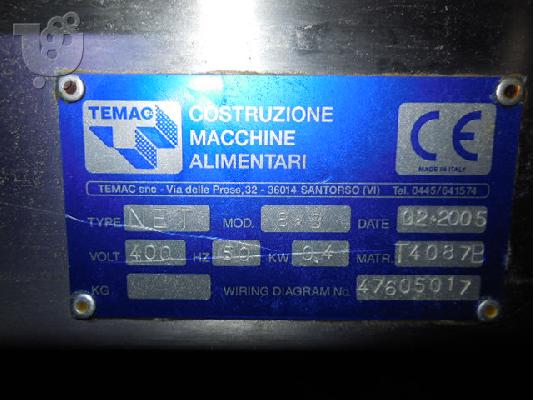 TEMAC
COSTRUZIONE
MACCHINE
ALIMENTARI
CE
MADE IN ITALY
TEMAC snc - Via delle Prese,32 - 36014 SANTORSO (VI) Tel. 0445/641574
TYPE NET MOD. DATE 02-2005
VOLT 400 HZ 50 KW 0,4 MATR. T4087B
KG WIRING DIAGRAM No. 47605017